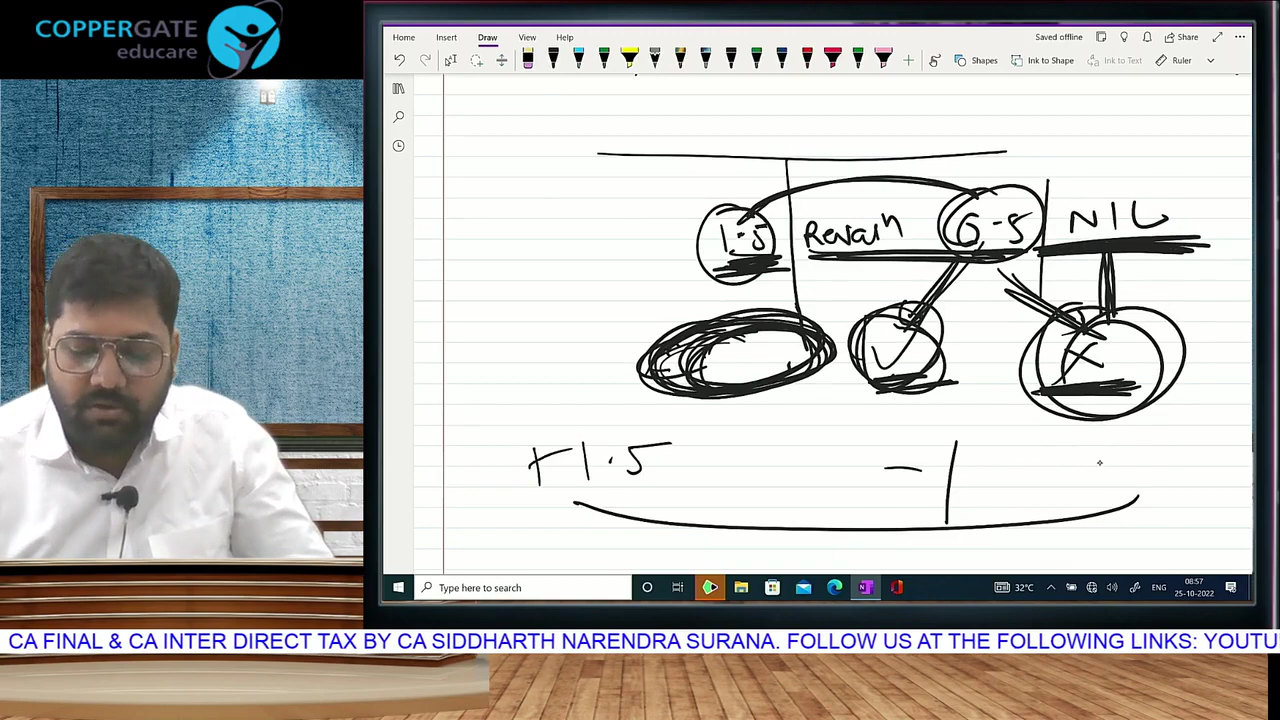 COPPERGATE
educare
Home Insert Draw View Help
Saved offline Share
Shapes Ink to Shape Ink to Text Ruler
1.5 Remain 6-5 NIL
+1.5 -
Type here to search
32°C ENG 08:57
25-10-2022
CA FINAL & CA INTER DIRECT TAX BY CA SIDDHARTH NARENDRA SURANA. FOLLOW US AT THE FOLLOWING LINKS: YOUTU